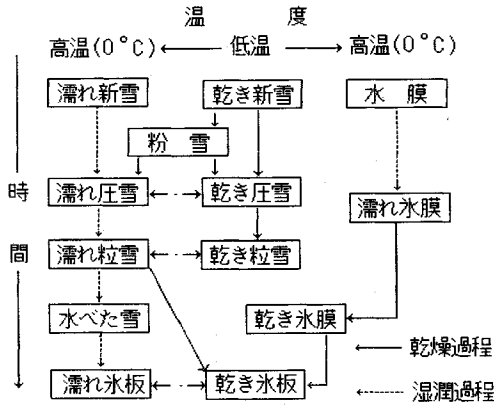 温 度
高温(0°C) 低温 高温(0°C)
濡れ新雪 乾き新雪 水 膜
粉 雪
時
濡れ圧雪 乾き圧雪 濡れ氷膜
間
濡れ粒雪 乾き粒雪
水べた雪 乾き氷膜
乾燥過程
濡れ氷板 乾き氷板 湿潤過程